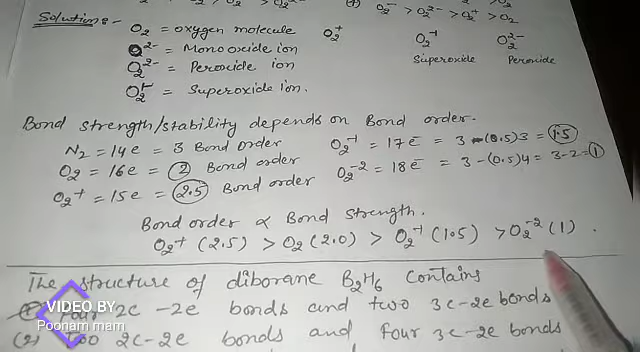 O₂⁻ > O₂²⁻ > O₂⁺ > O₂
Solution:-
O₂ = oxygen molecule O₂⁺ O₂⁻¹ O₂²⁻
O²⁻ = Monooxide ion Superoxide Peroxide
O₂²⁻ = Peroxide ion
O₂¹⁻ = Superoxide ion.
Bond strength/stability depends on Bond order.
N₂ = 14e = 3 Bond Order O₂⁻¹ = 17e̅ = 3-(0.5)3 = 1.5
O₂ = 16e = 2 Bond order O₂⁻² = 18e̅ = 3-(0.5)4 = 3-2 = 1
O₂⁺ = 15e = 2.5 Bond order
Bond order ∝ Bond Strength.
O₂⁺ (2.5) > O₂ (2.0) > O₂⁻¹ (1.5) > O₂⁻² (1).
The structure of diborane B₂H₆ contains
four 2c-2e bonds and two 3c-2e bonds
(2) Two 2c-2e bonds and four 3c-2e bonds
VIDEO BY
Poonam mam